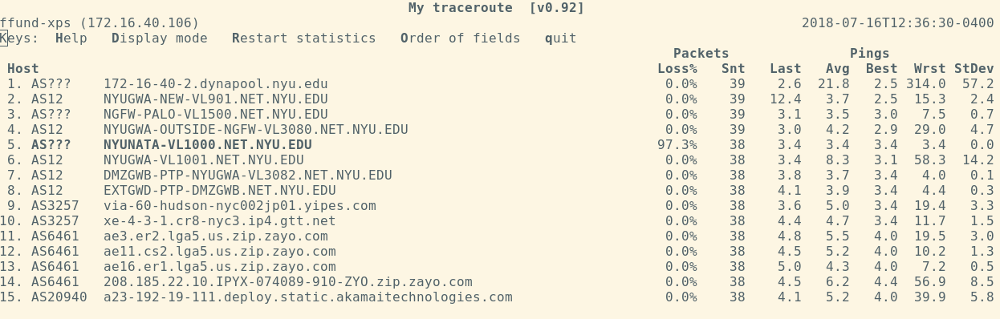 My traceroute  [v0.92]
ffund-xps (172.16.40.106) 2018-07-16T12:36:30-0400
Keys:  Help   Display mode   Restart statistics   Order of fields   quit
Packets Pings
Host Loss% Snt Last Avg Best Wrst StDev
1. AS??? 172-16-40-2.dynapool.nyu.edu 0.0% 39 2.6 21.8 2.5 314.0 57.2
2. AS12 NYUGWA-NEW-VL901.NET.NYU.EDU 0.0% 39 12.4 3.7 2.5 15.3 2.4
3. AS??? NGFW-PALO-VL1500.NET.NYU.EDU 0.0% 39 3.1 3.5 3.0 7.5 0.7
4. AS12 NYUGWA-OUTSIDE-NGFW-VL3080.NET.NYU.EDU 0.0% 39 3.0 4.2 2.9 29.0 4.7
5. AS??? NYUNATA-VL1000.NET.NYU.EDU 97.3% 38 3.4 3.4 3.4 3.4 0.0
6. AS12 NYUGWA-VL1001.NET.NYU.EDU 0.0% 38 3.4 8.3 3.1 58.3 14.2
7. AS12 DMZGWB-PTP-NYUGWA-VL3082.NET.NYU.EDU 0.0% 38 3.8 3.7 3.4 4.0 0.1
8. AS12 EXTGWD-PTP-DMZGWB.NET.NYU.EDU 0.0% 38 4.1 3.9 3.4 4.4 0.3
9. AS3257 via-60-hudson-nyc002jp01.yipes.com 0.0% 38 3.6 5.0 3.4 19.4 3.3
10. AS3257 xe-4-3-1.cr8-nyc3.ip4.gtt.net 0.0% 38 4.4 4.7 3.4 11.7 1.5
11. AS6461 ae3.er2.lga5.us.zip.zayo.com 0.0% 38 4.8 5.5 4.0 19.5 3.0
12. AS6461 ae11.cs2.lga5.us.zip.zayo.com 0.0% 38 4.5 5.2 4.0 10.2 1.3
13. AS6461 ae16.er1.lga5.us.zip.zayo.com 0.0% 38 5.0 4.3 4.0 7.2 0.5
14. AS6461 208.185.22.10.IPYX-074089-910-ZYO.zip.zayo.com 0.0% 38 4.5 6.2 4.4 56.9 8.5
15. AS20940 a23-192-19-111.deploy.static.akamaitechnologies.com 0.0% 38 4.1 5.2 4.0 39.9 5.8